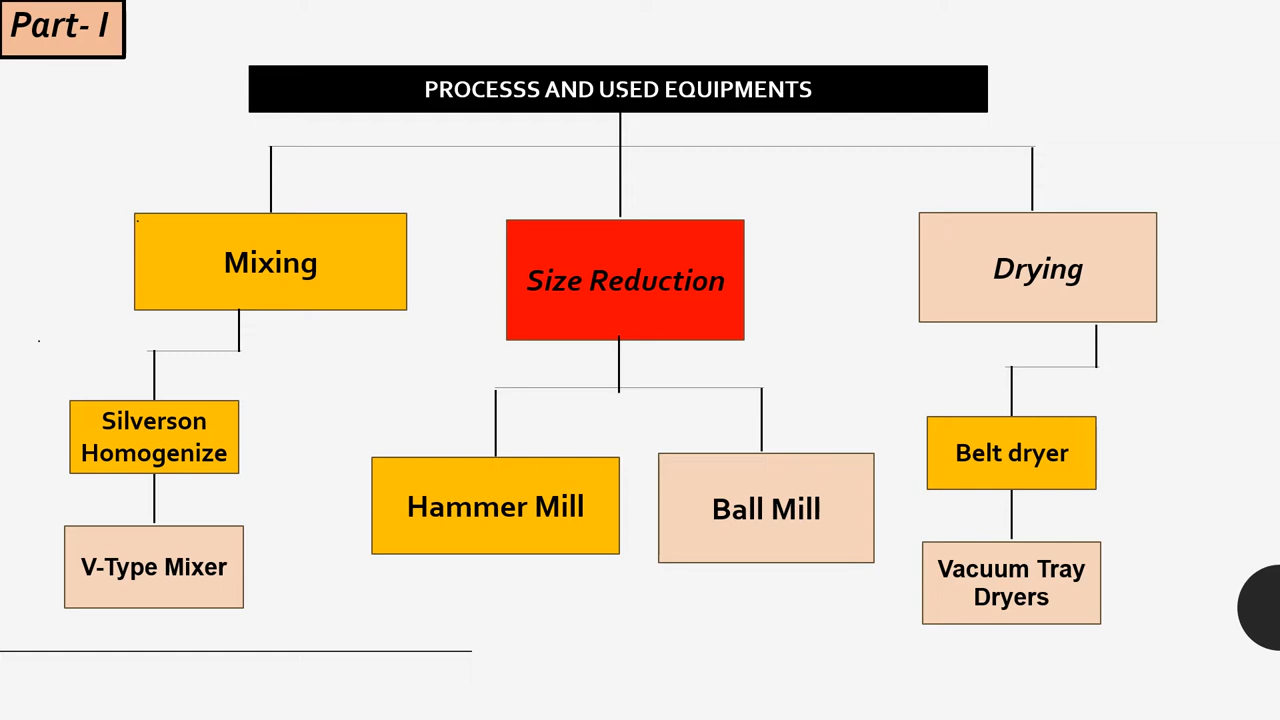 Part- I
PROCESSS AND USED EQUIPMENTS
Mixing
Size Reduction
Drying
Silverson
Homogenize
V-Type Mixer
Hammer Mill
Ball Mill
Belt dryer
Vacuum Tray
Dryers